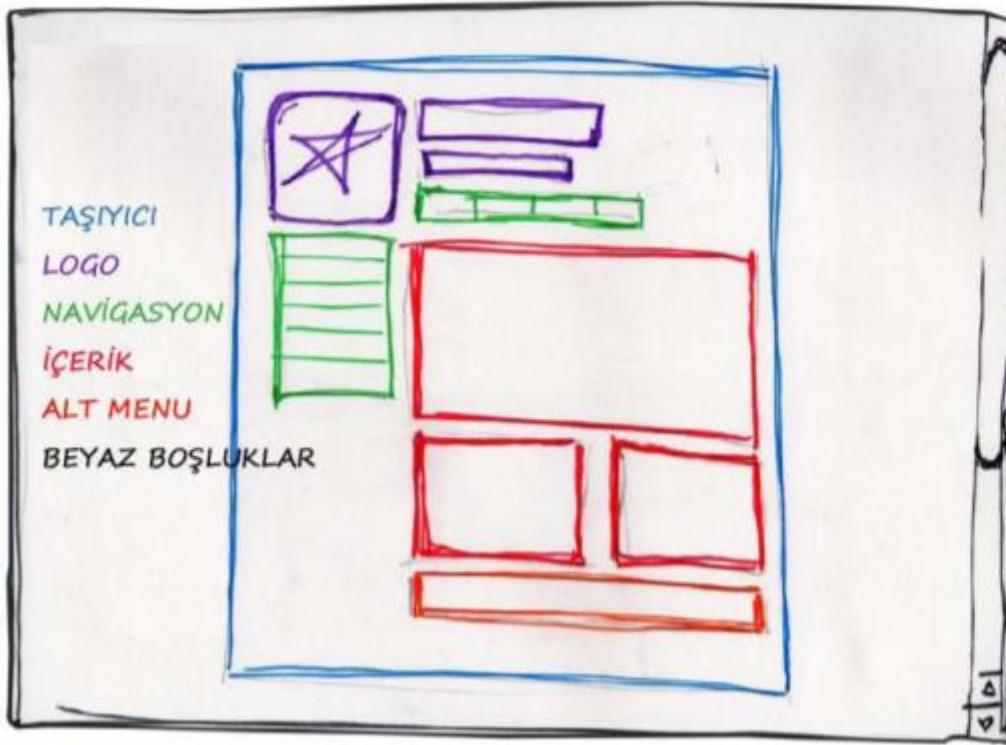 TAŞIYICI
LOGO
NAVİGASYON
İÇERİK
ALT MENU
BEYAZ BOŞLUKLAR